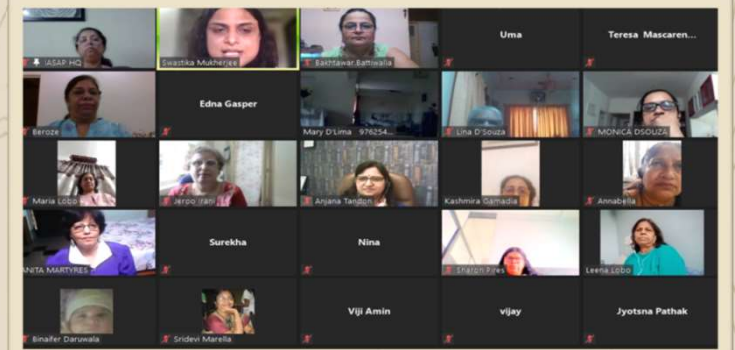 IASAP HQ
Swastika Mukherjee
Bakhtawar Battiwalla
Uma
Teresa Mascaren...
Beroze
Edna Gasper
Mary D'Lima 976254...
Lina D'Souza
MONICA DSOUZA
Maria Lobo
Jeroo Irani
Anjana Tandon
Kashmira Gamadia
Annabella
ANITA MARTYRES
Surekha
Nina
Sharon Pires
Leena Lobo
Binaifer Daruwala
Sridevi Marella
Viji Amin
vijay
Jyotsna Pathak